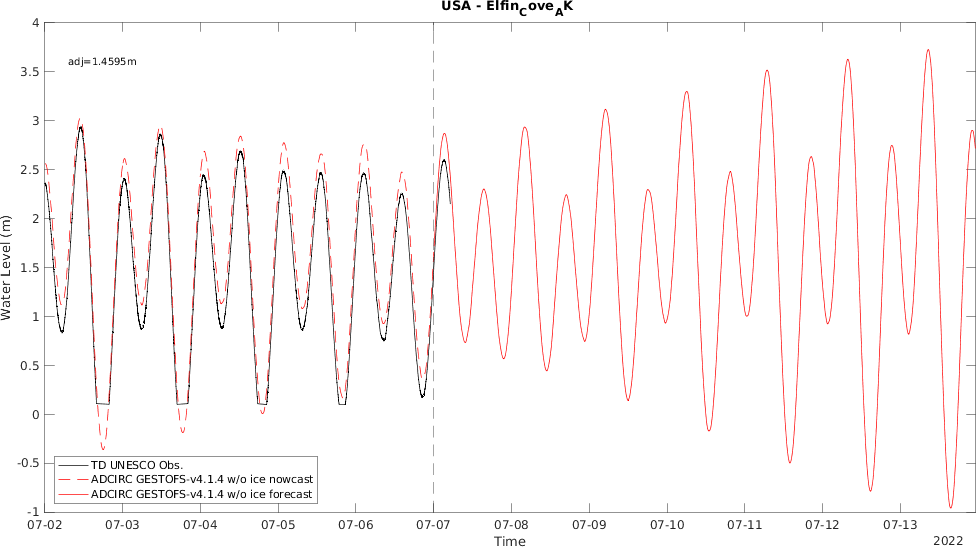 USA - ElfinCoveAK
4
3.5
3
2.5
2
1.5
1
0.5
0
-0.5
-1
Water Level (m)
adj=1.4595m
TD UNESCO Obs.
ADCIRC GESTOFS-v4.1.4 w/o ice nowcast
ADCIRC GESTOFS-v4.1.4 w/o ice forecast
07-02 07-03 07-04 07-05 07-06 07-07 07-08 07-09 07-10 07-11 07-12 07-13
Time
2022